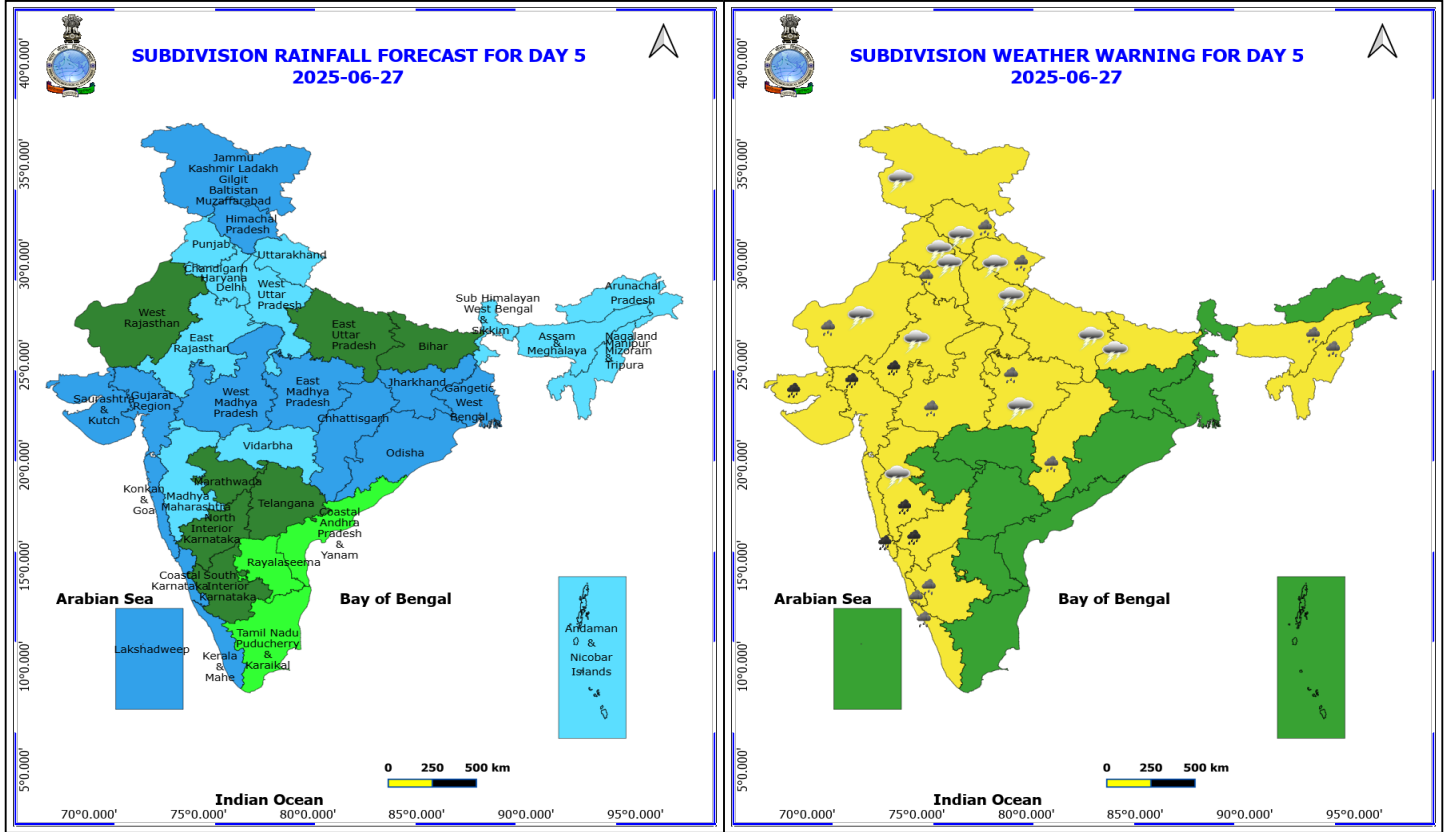 SUBDIVISION RAINFALL FORECAST FOR DAY 5
2025-06-27
40°0.000'
35°0.000'
30°0.000'
25°0.000'
20°0.000'
15°0.000'
10°0.000'
5°0.000'
Jammu
Kashmir Ladakh
Gilgit
Baltistan
Muzaffarabad
Himachal
Pradesh
Punjab
Uttarakhand
Chandigarh
Haryana
Delhi
West
Uttar
Pradesh
West
Rajasthan
East
Rajasthan
East
Uttar
Pradesh
Bihar
Sub Himalayan
West Bengal
&
Sikkim
Arunachal
Pradesh
Assam
&
Meghalaya
Nagaland
Manipur
Mizoram
&
Tripura
Saurashtra
&
Kutch
Gujarat
Region
West
Madhya
Pradesh
East
Madhya
Pradesh
Jharkhand
Gangetic
West
Bengal
Chhattisgarh
Odisha
Vidarbha
Konkan
&
Goa
Madhya
Maharashtra
Marathwada
Telangana
North
Interior
Karnataka
Coastal
Andhra
Pradesh
&
Yanam
Rayalaseema
Coastal
Karnataka
South
Interior
Karnataka
Tamil Nadu
Puducherry
&
Karaikal
Kerala
&
Mahe
Lakshadweep
Andaman
&
Nicobar
Islands
Arabian Sea
Bay of Bengal
Indian Ocean
0 250 500 km
70°0.000' 75°0.000' 80°0.000' 85°0.000' 90°0.000' 95°0.000'
SUBDIVISION WEATHER WARNING FOR DAY 5
2025-06-27
40°0.000'
35°0.000'
30°0.000'
25°0.000'
20°0.000'
15°0.000'
10°0.000'
5°0.000'
Arabian Sea
Bay of Bengal
Indian Ocean
0 250 500 km
70°0.000' 75°0.000' 80°0.000' 85°0.000' 90°0.000' 95°0.000'